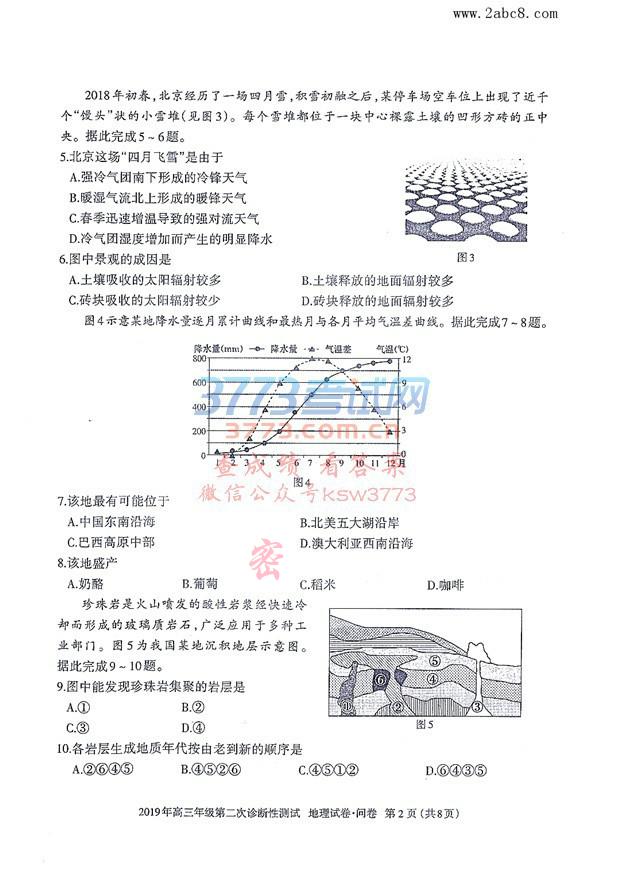 www.2abc8.com
2018年初春,北京经历了一场四月雪,积雪初融之后,某停车场空车位上出现了近千
个“馒头”状的小雪堆(见图3)。每个雪堆都位于一块中心裸露土壤的凹形方砖的正中
央。据此完成5~6题。
5.北京这场“四月飞雪”是由于
A.强冷气团南下形成的冷锋天气
B.暖湿气流北上形成的暖锋天气
C.春季迅速增温导致的强对流天气
D.冷气团湿度增加而产生的明显降水
图3
6.图中景观的成因是
A.土壤吸收的太阳辐射较多 B.土壤释放的地面辐射较多
C.砖块吸收的太阳辐射较少 D.砖块释放的地面辐射较多
图4示意某地降水量逐月累计曲线和最热月与各月平均气温差曲线。据此完成7~8题。
降水量(mm) 降水量 气温差 气温(℃)
800 12
600 9
400 6
200 3
0 0
1 2 3 4 5 6 7 8 9 10 11 12月
图4
3773考试网
www.3773.com.cn
查成绩 看答案
微信公众号ksw3773
7.该地最有可能位于
A.中国东南沿海 B.北美五大湖沿岸
C.巴西高原中部 D.澳大利亚西南沿海
密
8.该地盛产
A.奶酪 B.葡萄 C.稻米 D.咖啡
珍珠岩是火山喷发的酸性岩浆经快速冷
却而形成的玻璃质岩石,广泛应用于多种工
业部门。图5为我国某地沉积地层示意图。
据此完成9~10题。
9.图中能发现珍珠岩集聚的岩层是
A.① B.②
C.③ D.④
⑤
⑥ ④
① ② ③
图5
10.各岩层生成地质年代按由老到新的顺序是
A.②⑥④⑤ B.④⑤②⑥ C.④⑤①② D.⑥④③⑤
2019年高三年级第二次诊断性测试 地理试卷·问卷 第2页(共8页)